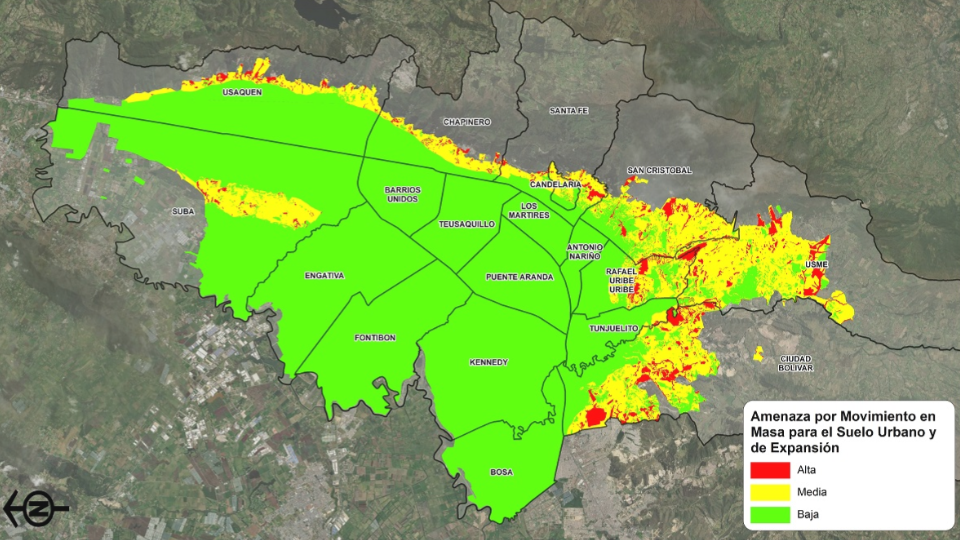 USAQUEN
CHAPINERO
SANTA FE
SAN CRISTOBAL
CANDELARIA
BARRIOS
UNIDOS
LOS
MARTIRES
SUBA
TEUSAQUILLO
ANTONIO
NARIÑO
USME
ENGATIVA
PUENTE ARANDA
RAFAEL
URIBE
URIBE
FONTIBON
TUNJUELITO
KENNEDY
CIUDAD
BOLIVAR
BOSA
N
Amenaza por Movimiento en
Masa para el Suelo Urbano y
de Expansión
Alta
Media
Baja